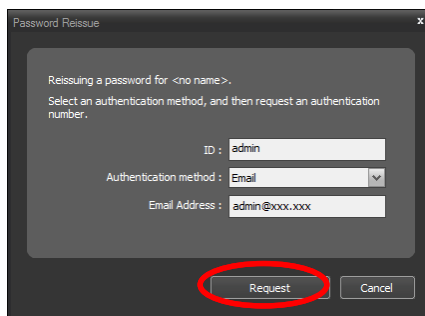 Password Reissue x
Reissuing a password for <no name>.
Select an authentication method, and then request an authentication
number.
ID : admin
Authentication method : Email
Email Address : admin@xxx.xxx
Request Cancel